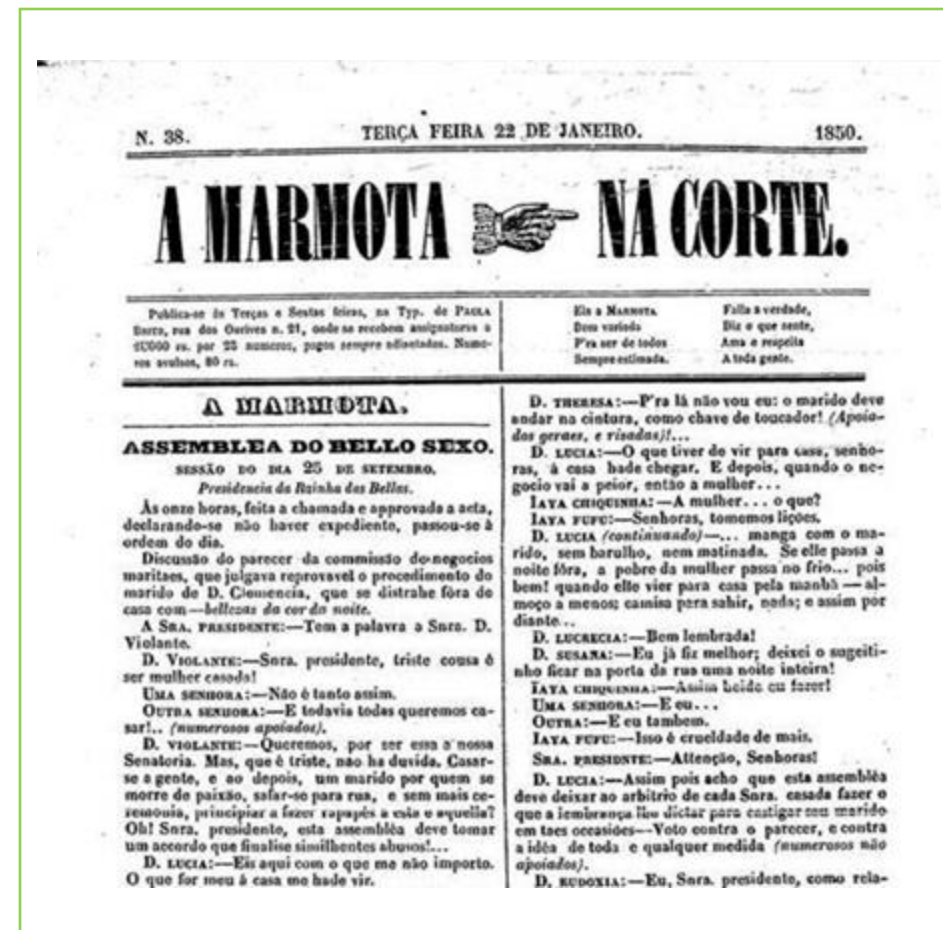 N. 38.
TERÇA FEIRA 22 DE JANEIRO.
1850.
A MARMOTA NA CORTE.
Publica-se ás Terças e Sextas feiras, na Typ. de PAULA
BRITO, rua dos Ourives n. 21, onde se recebem assignaturas a
rs. por 25 numeros, pagos sempre adiantados. Nume-
ros avulsos, 80 rs.
Eis a MARMOTA
Bem variada
P'ra ser de todos
Sempre estimada.
Falla a verdade,
Diz o que sente,
Ama e respeita
A toda gente.
A MARMOTA.
ASSEMBLEA DO BELLO SEXO.
SESSÃO DO DIA 25 DE SETEMBRO.
Presidencia da Rainha das Bellas.
Ás onze horas, feita a chamada e approvada a acta,
declarando-se não haver expediente, passou-se á
ordem do dia.
Discussão do parecer da commissão de negocios
maritaes, que julgava reprovavel o procedimento do
marido de D. Clemencia, que se distrahe fóra de
casa com—bellezas da cor da noite.
A SRA. PRESIDENTE:—Tem a palavra a Snra. D.
Violante.
D. VIOLANTE:—Snra. presidente, triste cousa é
ser mulher casada!
UMA SENHORA:—Não é tanto assim.
OUTRA SENHORA:—E todavia todas queremos ca-
sar!.. (numerosos apoiados).
D. VIOLANTE:—Queremos, por ser essa a nossa
Senatoria. Mas, que é triste, não ha duvida. Casar-
se a gente, e ao depois, um marido por quem se
morre de paixão, safar-se para rua, e sem mais ce-
remonia, principiar a fazer rapapés a esta e aquella?
Oh! Snra. presidente, esta assembléa deve tomar
um accordo que finalise similhentes abusos!...
D. LUCIA:—Eis aqui com o que me não importo.
O que for meu á casa me hade vir.
D. THERESA:—P'ra lá não vou eu: o marido deve
andar na cintura, como chave de toucador! (Apoia-
dos geraes, e risadas)!...
D. LUCIA:—O que tiver de vir para casa, senho-
ras, á casa hade chegar. E depois, quando o ne-
gocio vai a peior, então a mulher...
IAYA CHIQUINHA:—A mulher... o que?
IAYA FUFU:—Senhoras, tomemos lições.
D. LUCIA (continuando)—... manga com o ma-
rido, sem barulho, nem matinada. Se elle passa a
noite fóra, a pobre da mulher passa no frio... pois
bem! quando elle vier para casa pela manhã—al-
moço a menos; camisa para sahir, nada; e assim por
diante...
D. LUCRECIA:—Bem lembrada!
D. SUSANA:—Eu já fiz melhor; deixei o sugeiti-
nho ficar na porta da rua uma noite inteira!
IAYA CHIQUINHA:—Assim heide eu fazer!
UMA SENHORA:—E eu...
OUTRA:—E eu tambem.
IAYA FUFU:—Isso é crueldade de mais.
SRA. PRESIDENTE:—Attenção, Senhoras!
D. LUCIA:—Assim pois acho que esta assembléa
deve deixar ao arbitrio de cada Snra. casada fazer o
que a lembrança lhe dictar para castigar seu marido
em taes occasiões—Voto contra o parecer, e contra
a idéa de toda e qualquer medida (numerosos não
apoiados).
D. EUDOXIA:—Eu, Snra. presidente, como rela-